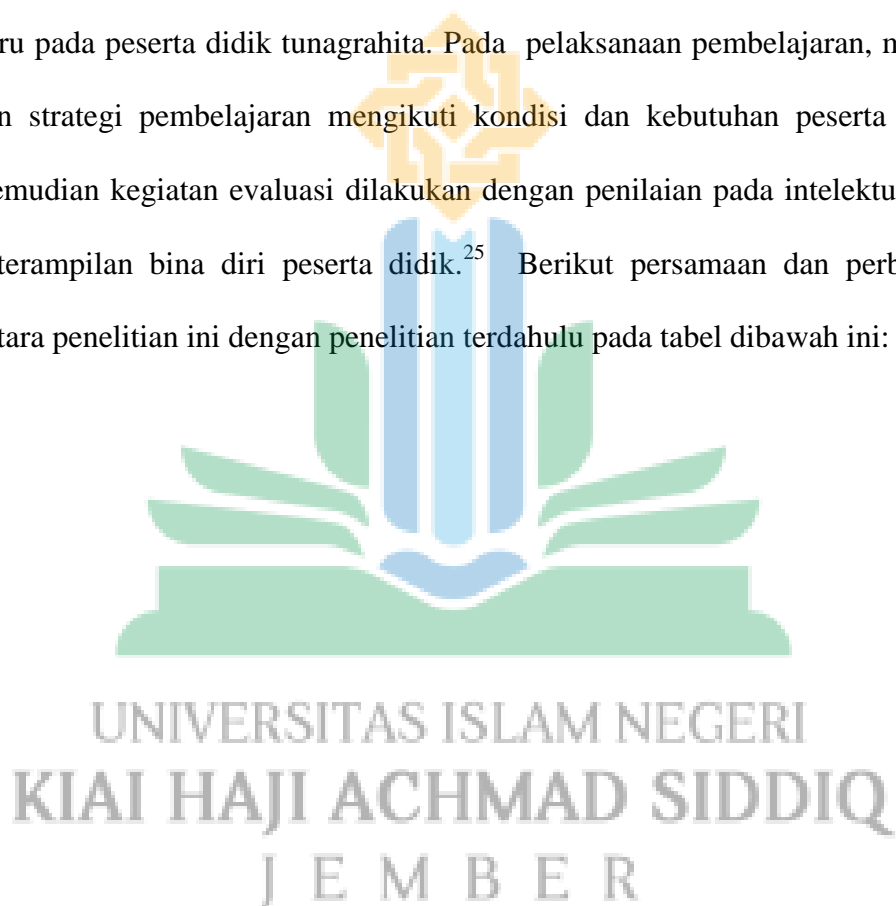 ru pada peserta didik tunagrahita. Pada pelaksanaan pembelajaran, m
n strategi pembelajaran mengikuti kondisi dan kebutuhan peserta
emudian kegiatan evaluasi dilakukan dengan penilaian pada intelektu
terampilan bina diri peserta didik.25 Berikut persamaan dan perb
tara penelitian ini dengan penelitian terdahulu pada tabel dibawah ini:
UNIVERSITAS ISLAM NEGERI
KIAI HAJI ACHMAD SIDDIQ
JEMBER